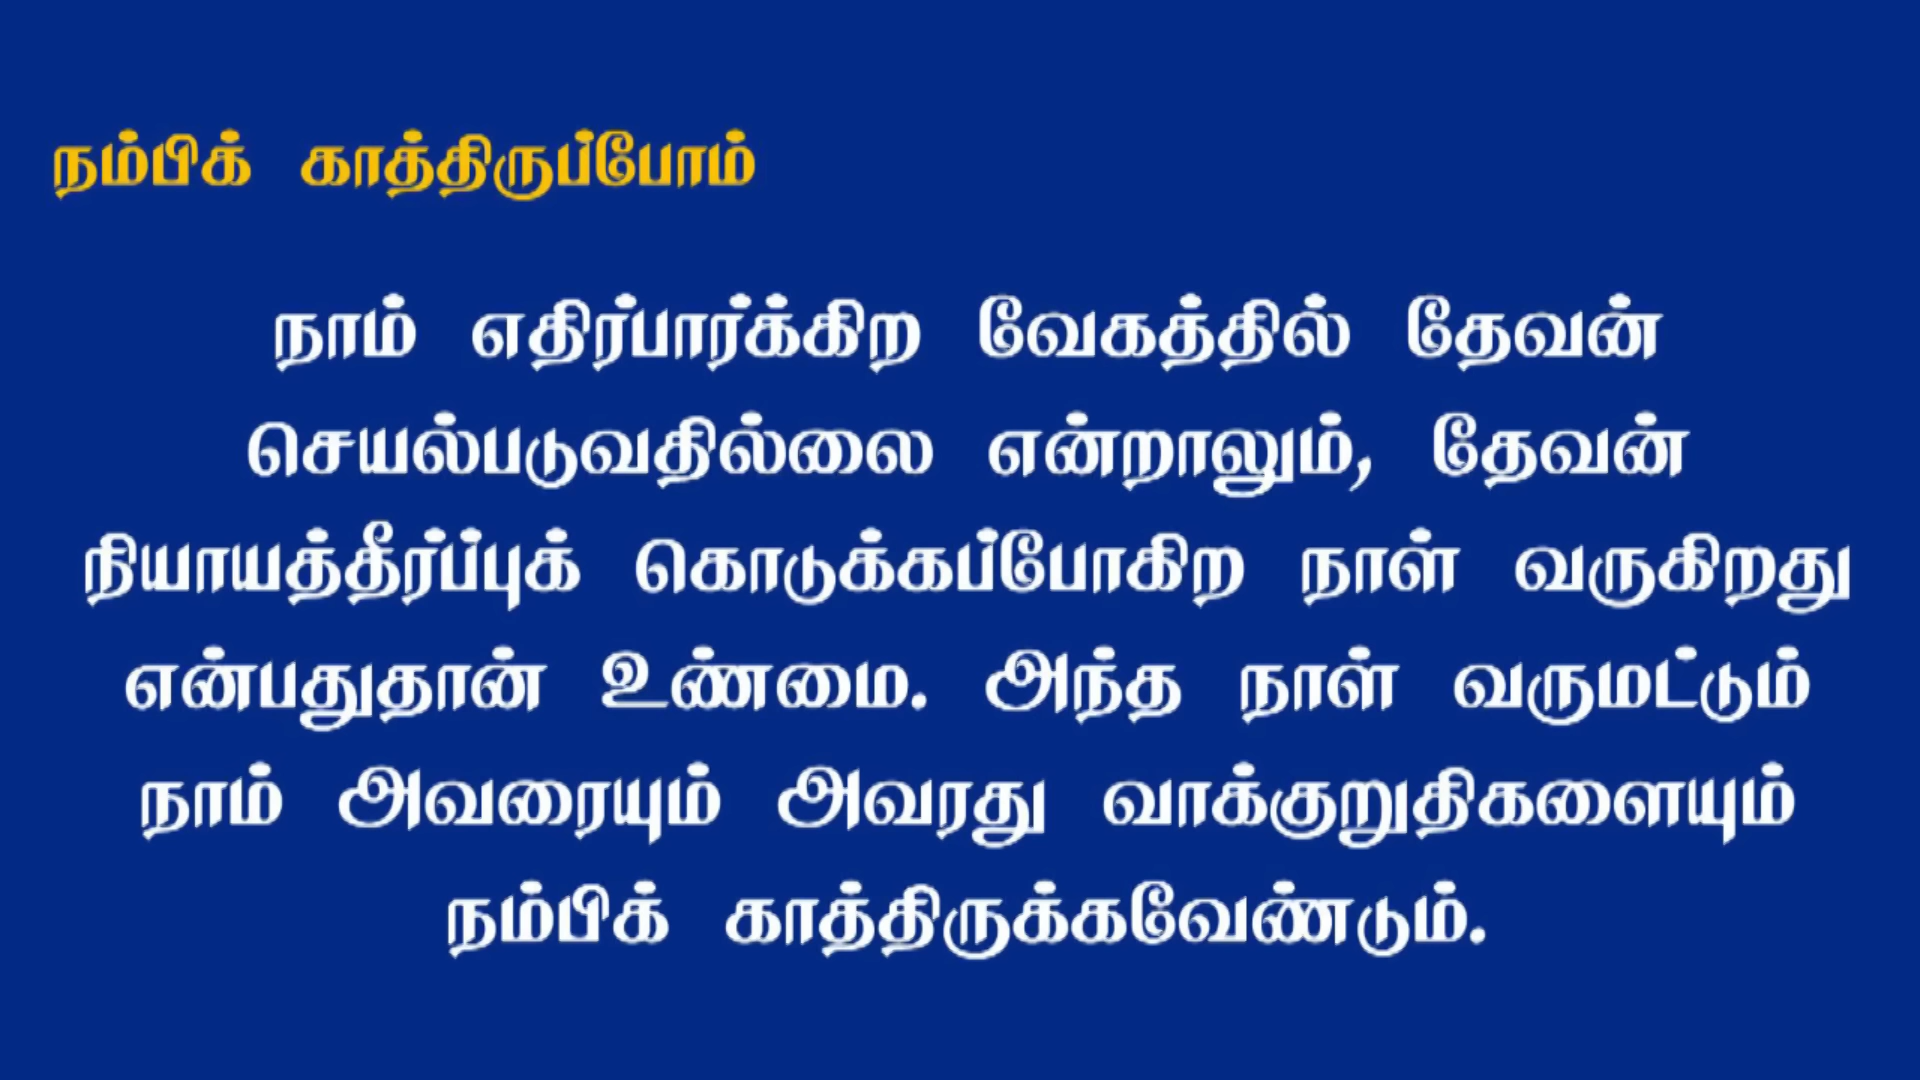 நம்பிக் காத்திருப்போம்
நாம் எதிர்பார்க்கிற வேகத்தில் தேவன்
செயல்படுவதில்லை என்றாலும், தேவன்
நியாயத்தீர்ப்புக் கொடுக்கப்போகிற நாள் வருகிறது
என்பதுதான் உண்மை. அந்த நாள் வருமட்டும்
நாம் அவரையும் அவரது வாக்குறுதிகளையும்
நம்பிக் காத்திருக்கவேண்டும்.